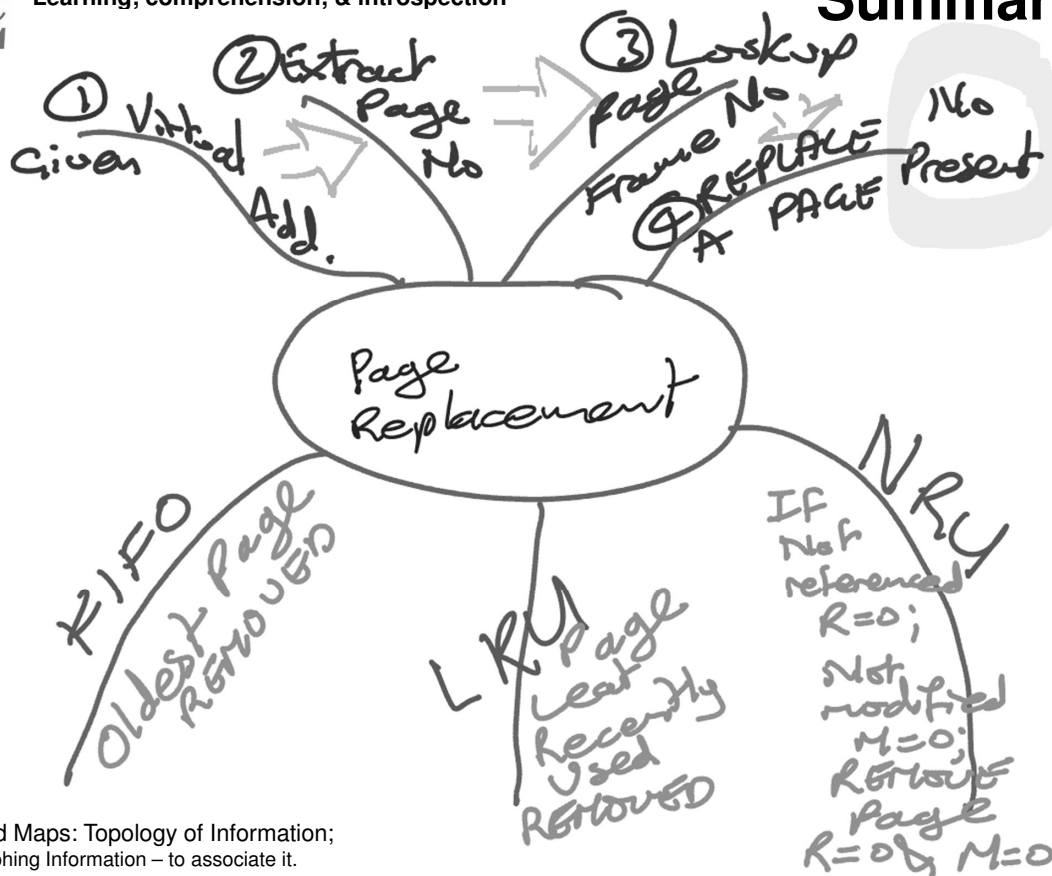 Learning, comprehension, & introspection
Summar
① Virtual
Given
Add.
② Extract
Page
No
③ Lookup
Page
Frame No
④ REPLACE
A PAGE
No
Present
Page
Replacement
FIFO
Oldest Page
REMOVED
LRU
Page
Leat
Recently
Used
REMOVED
NRU
If
Not
referenced
R=0;
Not
modified
M=0;
REMOVE
Page
R=0 & M=0
d Maps: Topology of Information;
phing Information – to associate it.